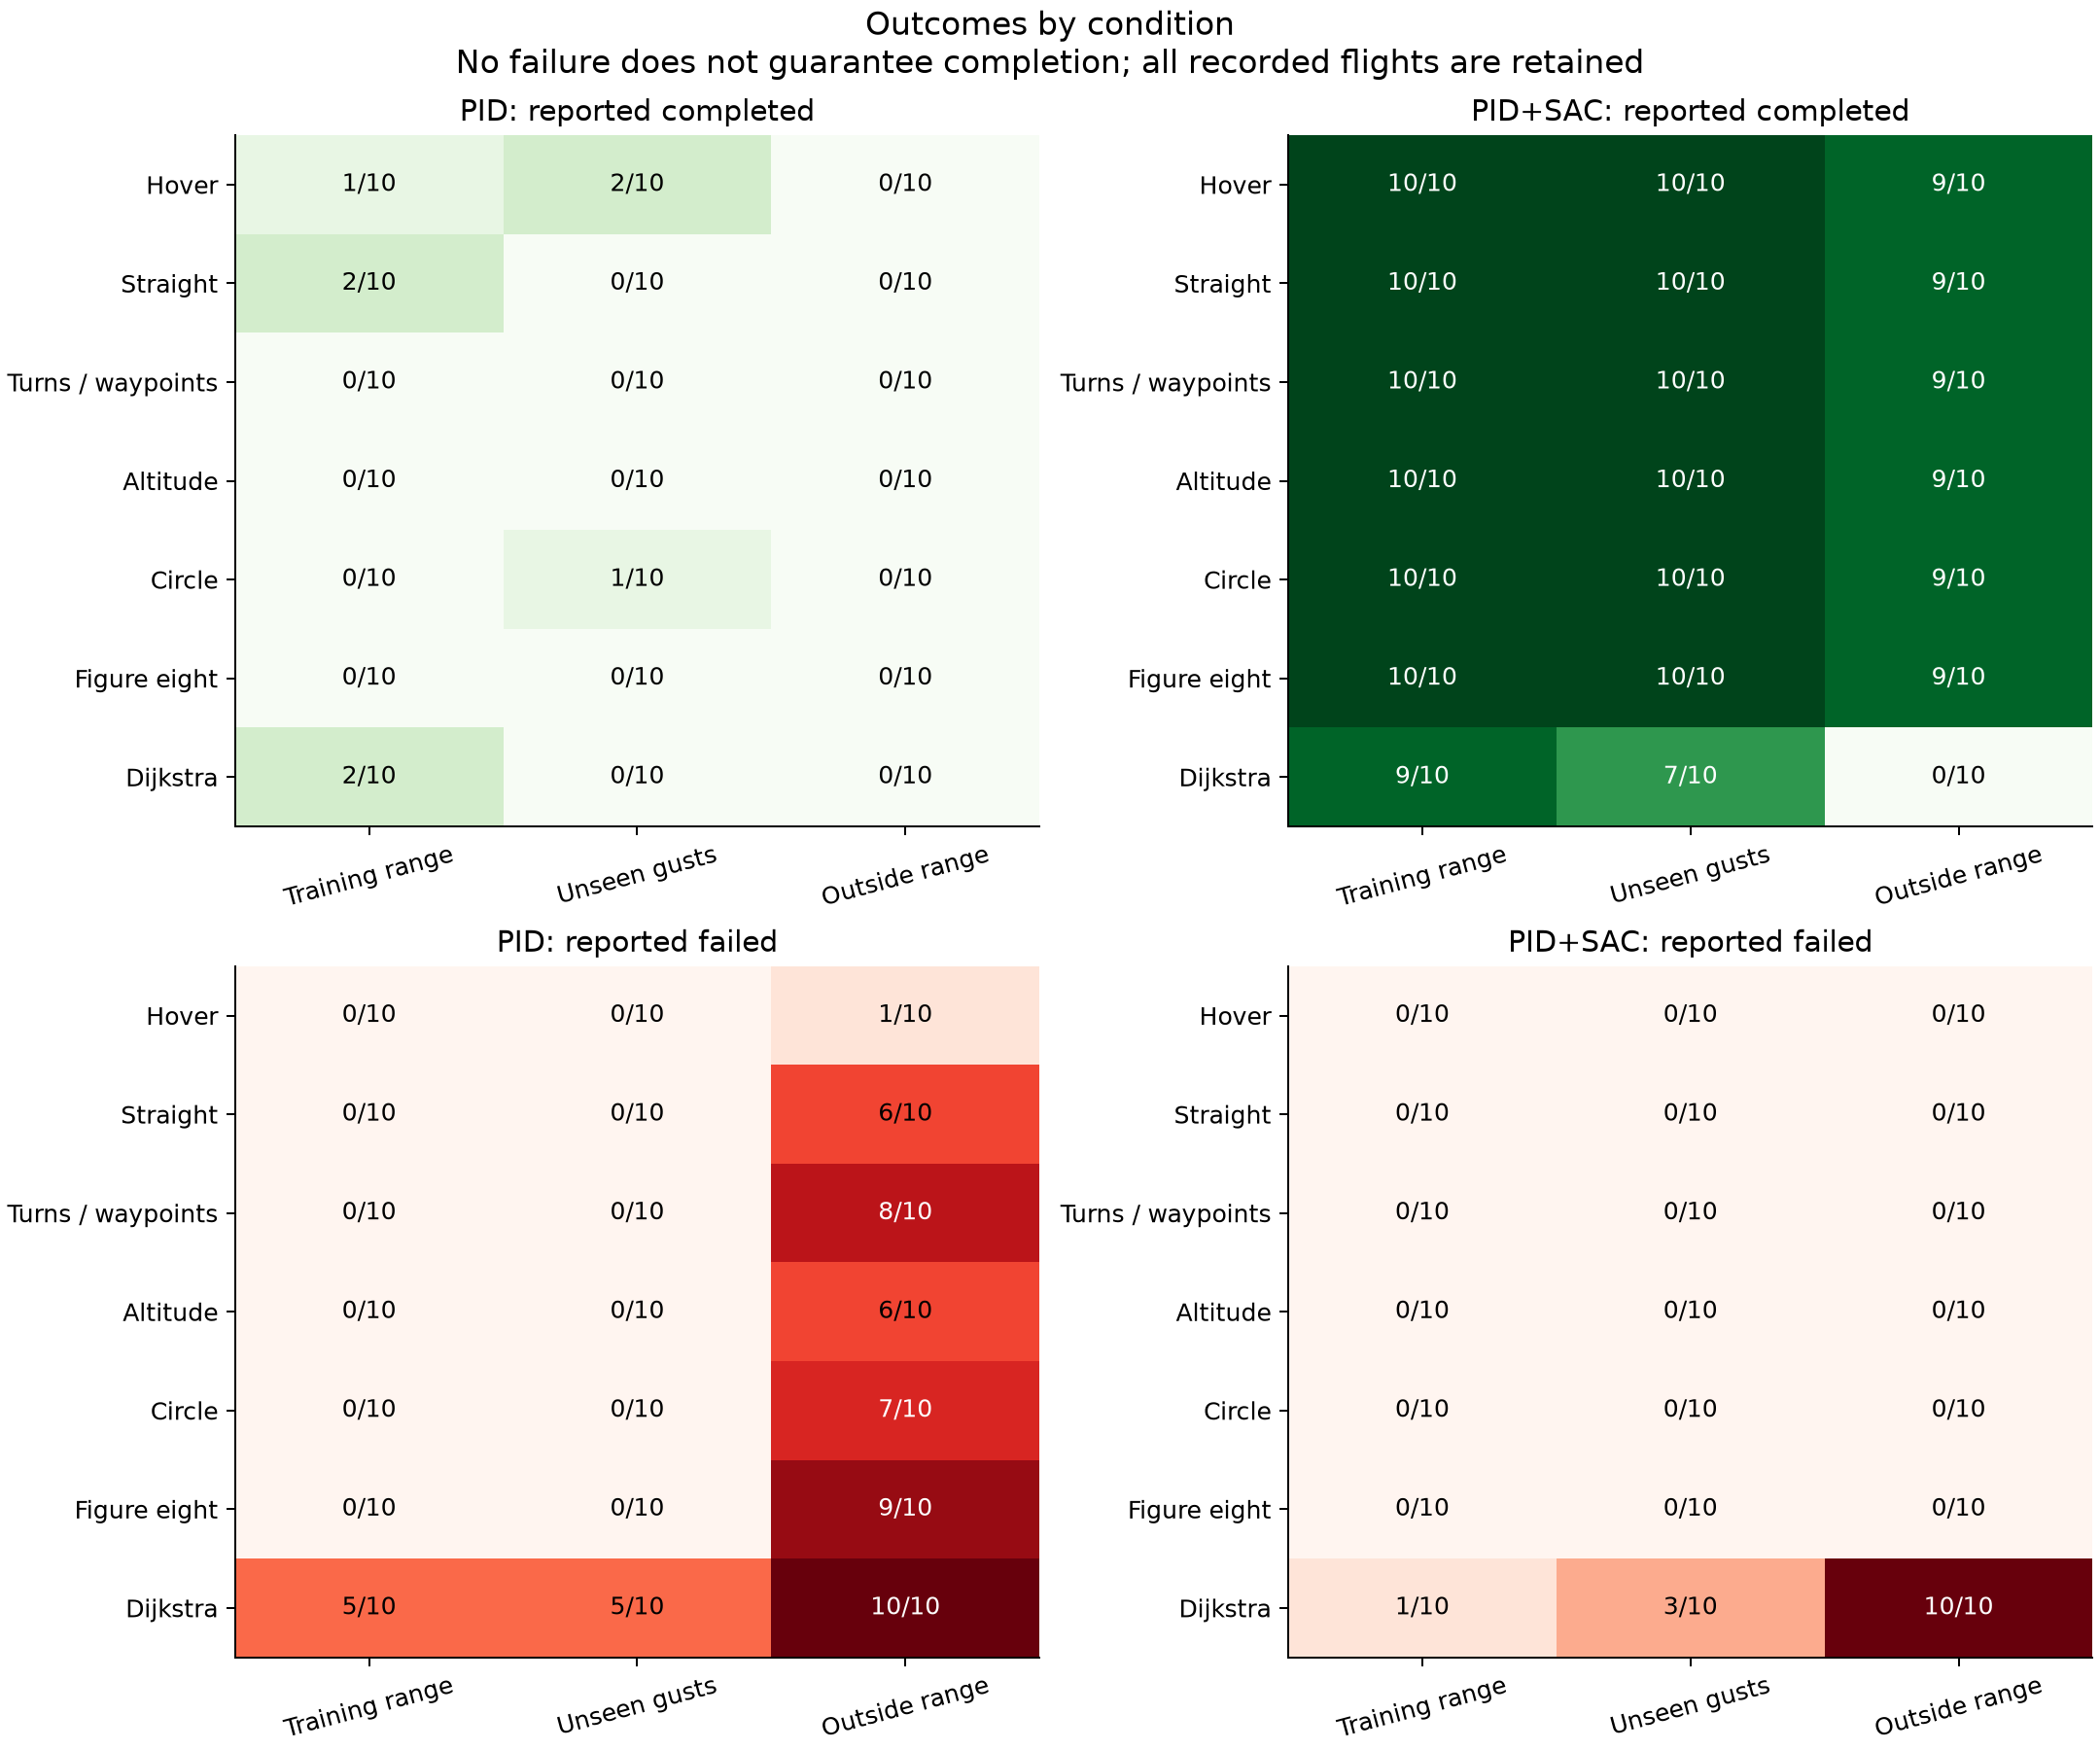 Outcomes by condition
No failure does not guarantee completion; all recorded flights are retained
PID: reported completed
Hover 1/10 2/10 0/10
Straight 2/10 0/10 0/10
Turns / waypoints 0/10 0/10 0/10
Altitude 0/10 0/10 0/10
Circle 0/10 1/10 0/10
Figure eight 0/10 0/10 0/10
Dijkstra 2/10 0/10 0/10
Training range Unseen gusts Outside range
PID+SAC: reported completed
Hover 10/10 10/10 9/10
Straight 10/10 10/10 9/10
Turns / waypoints 10/10 10/10 9/10
Altitude 10/10 10/10 9/10
Circle 10/10 10/10 9/10
Figure eight 10/10 10/10 9/10
Dijkstra 9/10 7/10 0/10
Training range Unseen gusts Outside range
PID: reported failed
Hover 0/10 0/10 1/10
Straight 0/10 0/10 6/10
Turns / waypoints 0/10 0/10 8/10
Altitude 0/10 0/10 6/10
Circle 0/10 0/10 7/10
Figure eight 0/10 0/10 9/10
Dijkstra 5/10 5/10 10/10
Training range Unseen gusts Outside range
PID+SAC: reported failed
Hover 0/10 0/10 0/10
Straight 0/10 0/10 0/10
Turns / waypoints 0/10 0/10 0/10
Altitude 0/10 0/10 0/10
Circle 0/10 0/10 0/10
Figure eight 0/10 0/10 0/10
Dijkstra 1/10 3/10 10/10
Training range Unseen gusts Outside range